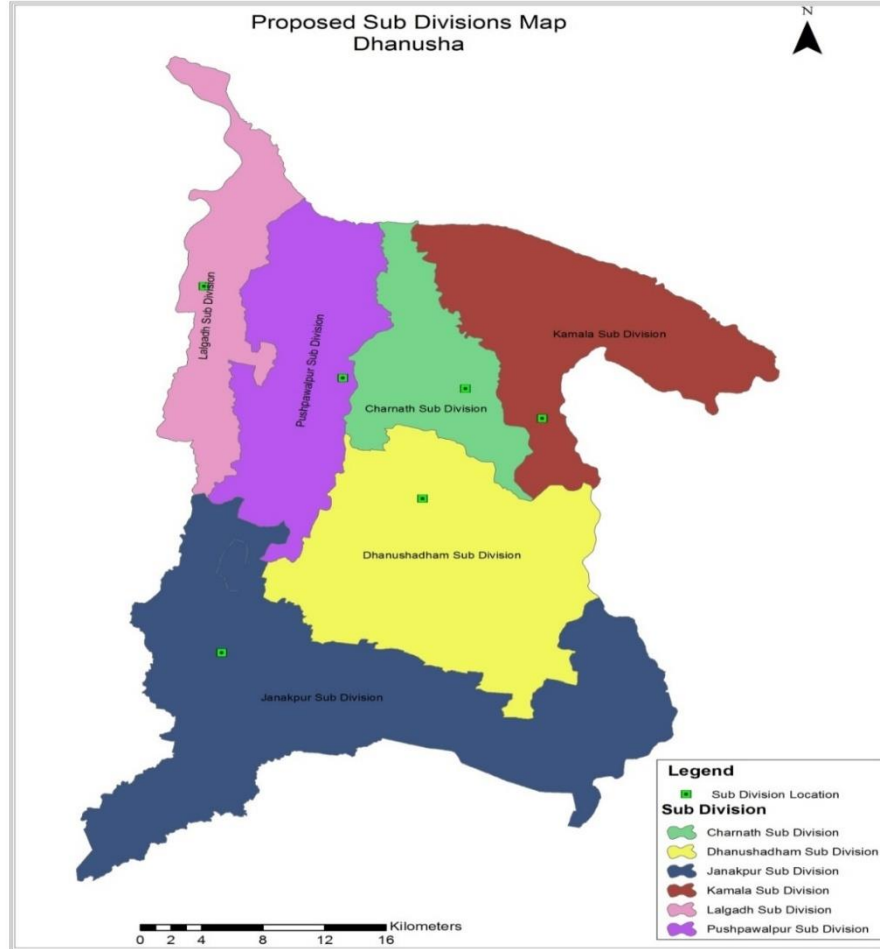 Proposed Sub Divisions Map
Dhanusha
N
Lalgadh Sub Division
Pushpawalpur Sub Division
Kamala Sub Division
Charnath Sub Division
Dhanushadham Sub Division
Janakpur Sub Division
Legend
Sub Division Location
Sub Division
Charnath Sub Division
Dhanushadham Sub Division
Janakpur Sub Division
Kamala Sub Division
Lalgadh Sub Division
Pushpawalpur Sub Division
Kilometers
0 2 4 8 12 16